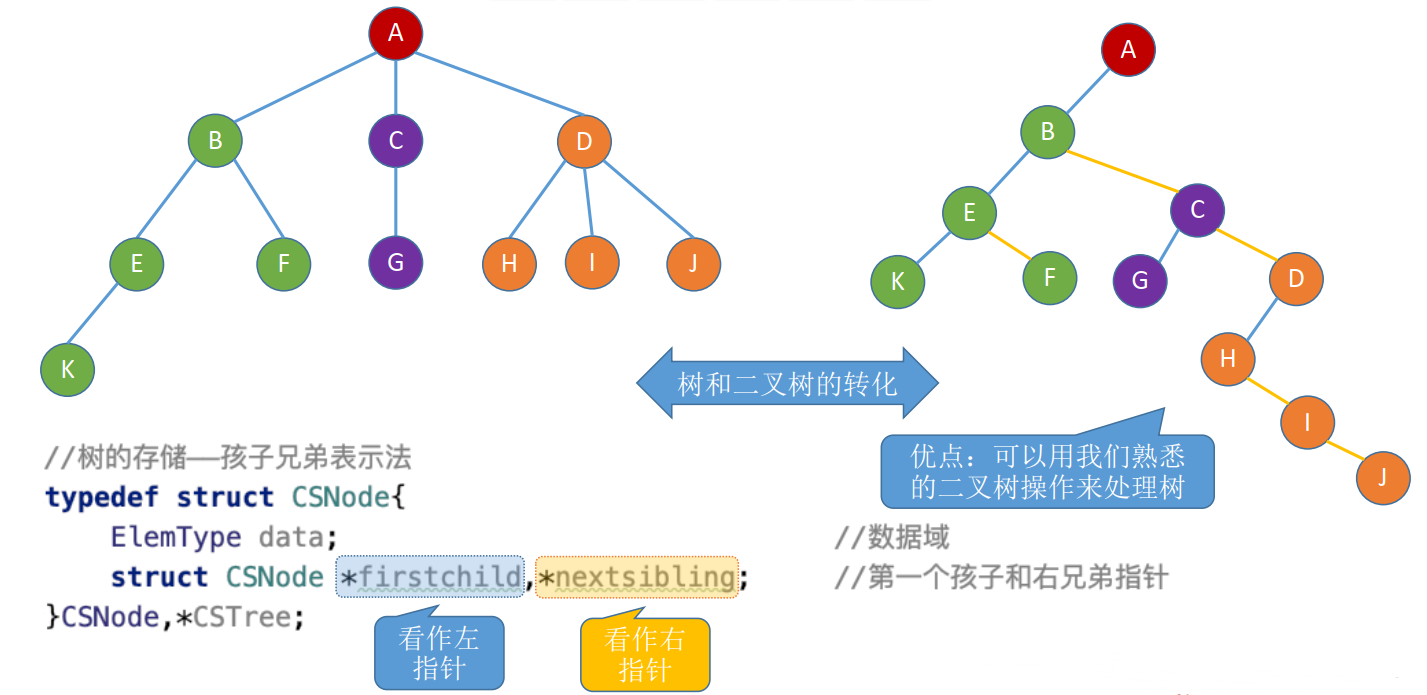 A
B C D
E F G H I J
K
A
B
E C
K F G D
H
I
J
树和二叉树的转化
优点：可以用我们熟悉
的二叉树操作来处理树
//树的存储——孩子兄弟表示法
typedef struct CSNode{
ElemType data; //数据域
struct CSNode *firstchild,*nextsibling; //第一个孩子和右兄弟指针
}CSNode,*CSTree;
看作左
指针
看作右
指针